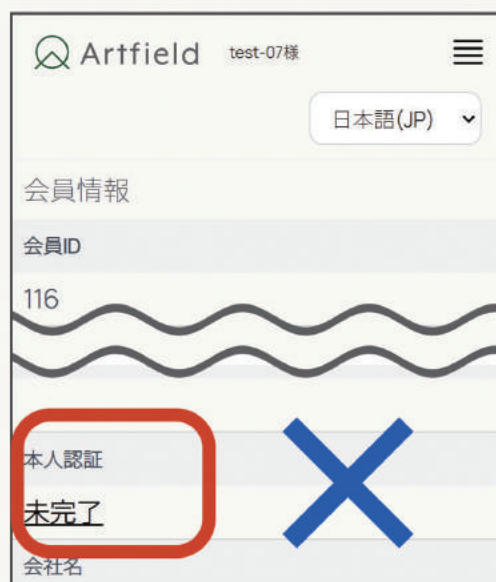 Artfield test-07様
日本語(JP)
会員情報
会員ID
116
本人認証
未完了
会社名